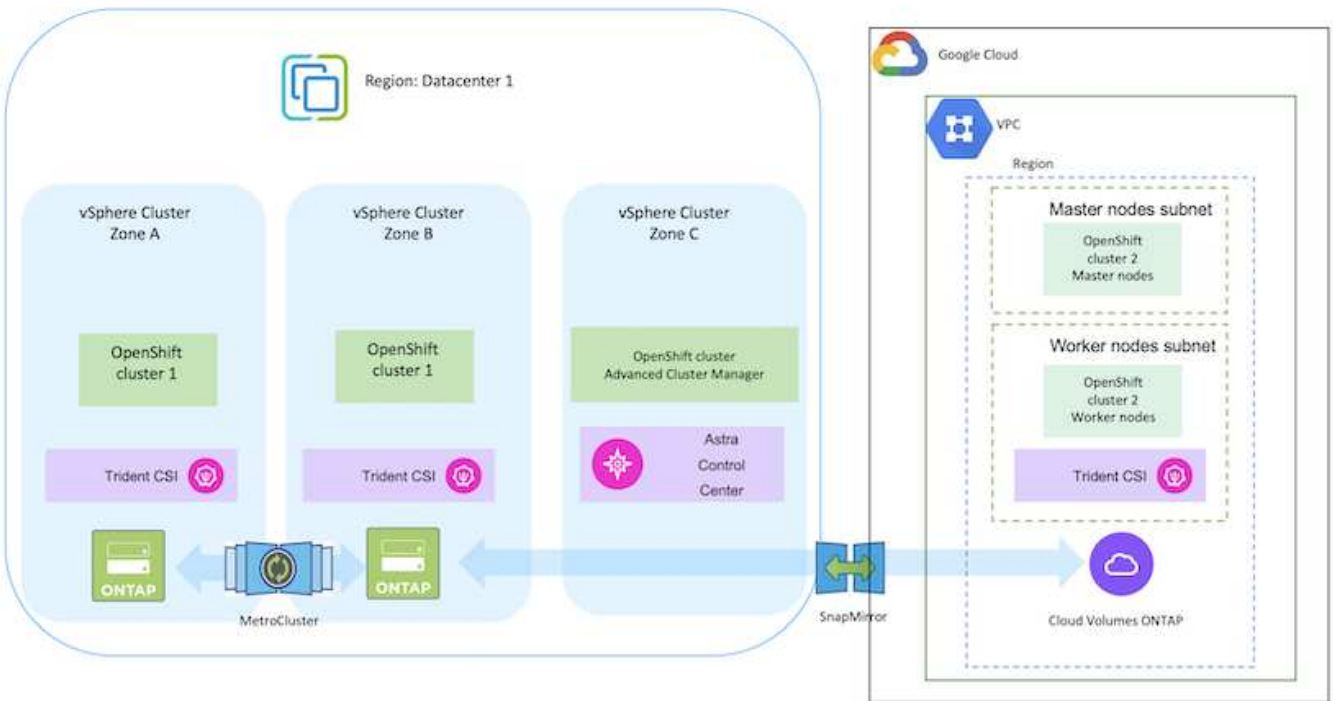 Region: Datacenter 1
vSphere Cluster
Zone A
OpenShift
cluster 1
Trident CSI
ONTAP
MetroCluster
vSphere Cluster
Zone B
OpenShift
cluster 1
Trident CSI
ONTAP
vSphere Cluster
Zone C
OpenShift cluster
Advanced Cluster Manager
Astra
Control
Center
SnapMirror
Google Cloud
VPC
Region
Master nodes subnet
OpenShift
cluster 2
Master nodes
Worker nodes subnet
OpenShift
cluster 2
Worker nodes
Trident CSI
Cloud Volumes ONTAP